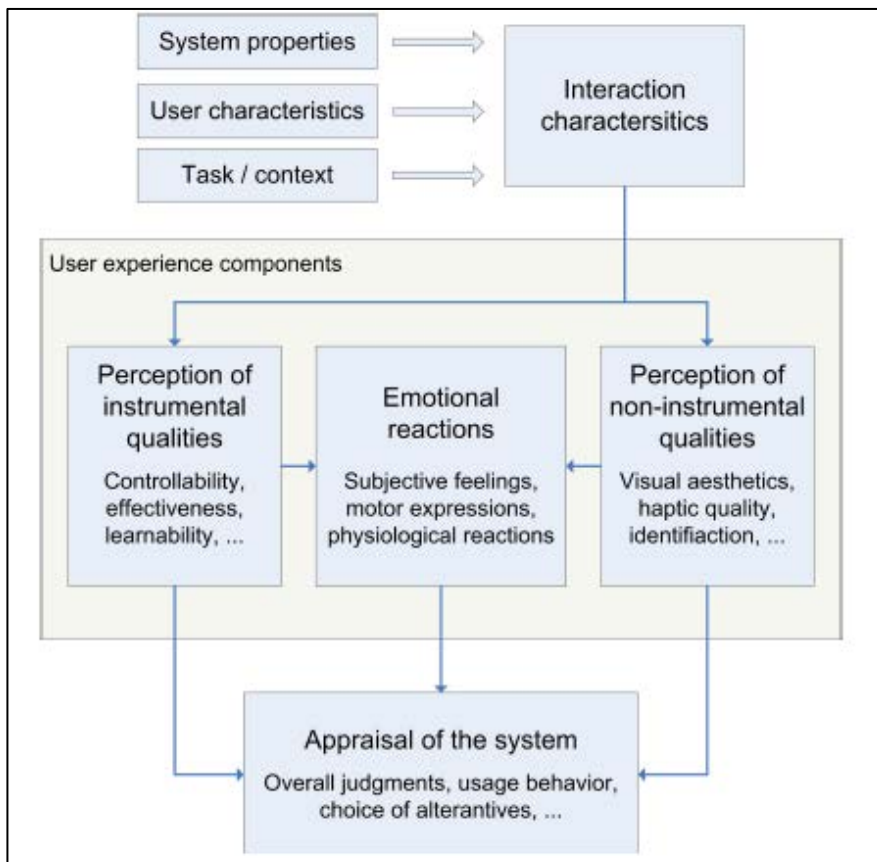 System properties
User characteristics
Task / context
Interaction
charactersitics
User experience components
Perception of
instrumental
qualities
Controllability,
effectiveness,
learnability, ...
Emotional
reactions
Subjective feelings,
motor expressions,
physiological reactions
Perception of
non-instrumental
qualities
Visual aesthetics,
haptic quality,
identifiaction, ...
Appraisal of the system
Overall judgments, usage behavior,
choice of alterantives, ...